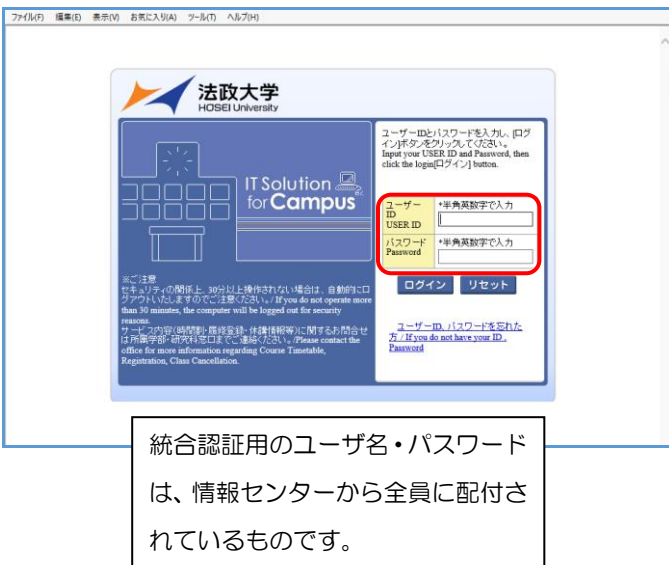 ファイル(F) 編集(E) 表示(V) お気に入り(A) ツール(T) ヘルプ(H)
法政大学
HOSEI University
IT Solution
for Campus
※ご注意
セキュリティの関係上、30分以上操作されない場合は、自動的にロ
グアウトいたしますのでご注意ください。/ If you do not operate more
than 30 minutes, the computer will be logged out for security
reasons.
サービス内容(時間割・履修登録・休講情報等)に関するお問合せ
は所属学部・研究科窓口までご連絡ください。/Please contact the
office for more information regarding Course Timetable,
Registration, Class Cancellation.
ユーザーIDとパスワードを入力し、[ログ
イン]ボタンをクリックしてください。
Input your USER ID and Password, then
click the login[ログイン] button.
ユーザー
ID
USER ID
*半角英数字で入力
パスワード
Password
*半角英数字で入力
ログイン リセット
ユーザーID、パスワードを忘れた
方 / If you do not have your ID ,
Password
統合認証用のユーザ名・パスワード
は、情報センターから全員に配付さ
れているものです。